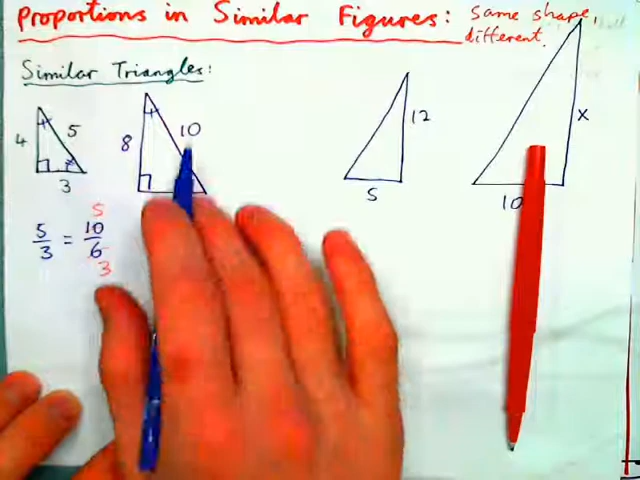 Proportions in Similar Figures: Same shape,
different.
Similar Triangles:
4 5 3
8 10
5/3 = 10/6
5
3
12
5
x
10